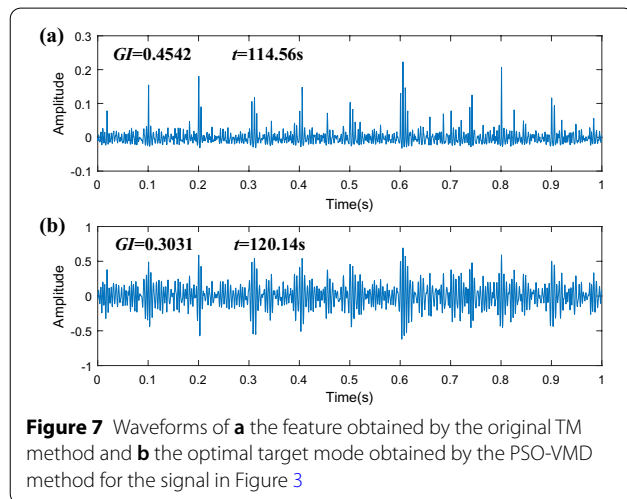 (a)
GI=0.4542 t=114.56s
0.3
0.2
0.1
0
-0.1
Amplitude
0 0.1 0.2 0.3 0.4 0.5 0.6 0.7 0.8 0.9 1
Time(s)
(b)
GI=0.3031 t=120.14s
1
0.5
0
-0.5
-1
Amplitude
0 0.1 0.2 0.3 0.4 0.5 0.6 0.7 0.8 0.9 1
Time(s)
Figure 7 Waveforms of a the feature obtained by the original TM
method and b the optimal target mode obtained by the PSO-VMD
method for the signal in Figure 3